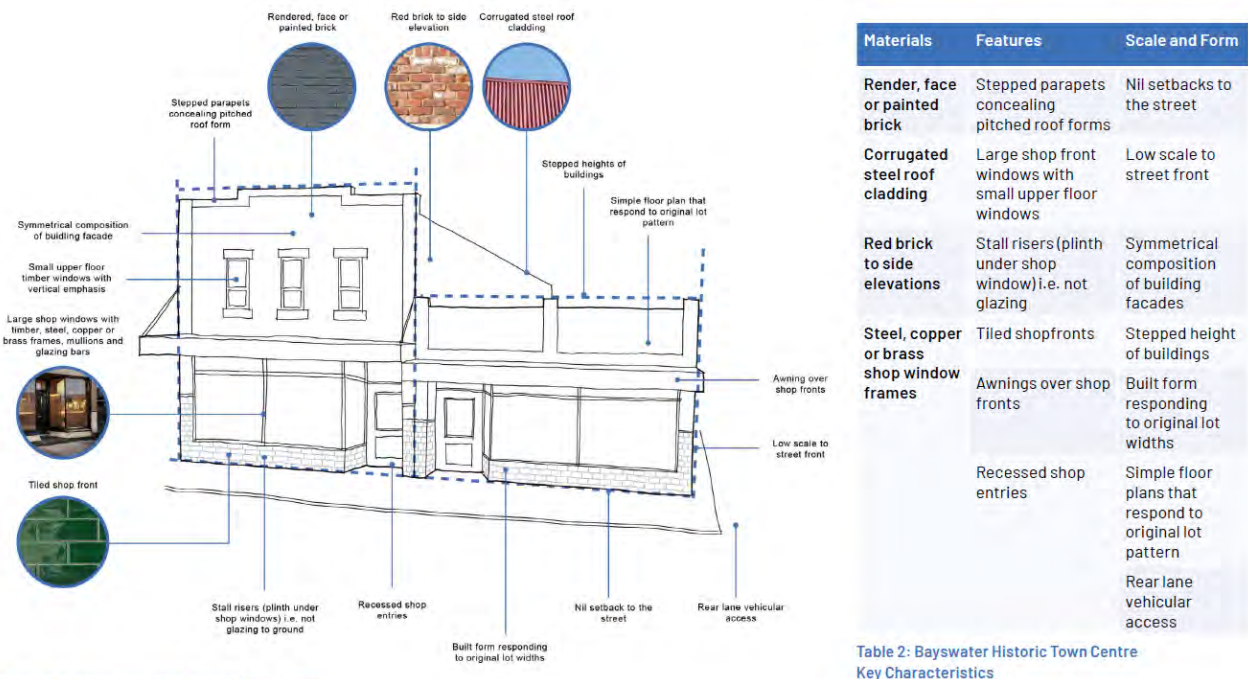 Rendered, face or
painted brick
Red brick to side
elevation
Corrugated steel roof
cladding
Stepped parapets
concealing pitched
roof form
Stepped heights of
buildings
Simple floor plan that
respond to original lot
pattern
Symmetrical composition
of buidling facade
Small upper floor
timber windows with
vertical emphasis
Large shop windows with
timber, steel, copper or
brass frames, mullions and
glazing bars
Awning over
shop fronts
Low scale to
street front
Tiled shop front
Stall risers (plinth under
shop windows) i.e. not
glazing to ground
Recessed shop
entries
Built form responding
to original lot widths
Nil setback to the
street
Rear lane vehicular
access
Materials
Features
Scale and Form
Render, face
or painted
brick
Stepped parapets
concealing
pitched roof forms
Nil setbacks to
the street
Corrugated
steel roof
cladding
Large shop front
windows with
small upper floor
windows
Low scale to
street front
Red brick
to side
elevations
Stall risers (plinth
under shop
window) i.e. not
glazing
Symmetrical
composition
of building
facades
Steel, copper
or brass
shop window
frames
Tiled shopfronts
Stepped height
of buildings
Awnings over shop
fronts
Built form
responding
to original lot
widths
Recessed shop
entries
Simple floor
plans that
respond to
original lot
pattern
Rear lane
vehicular
access
Table 2: Bayswater Historic Town Centre
Key Characteristics